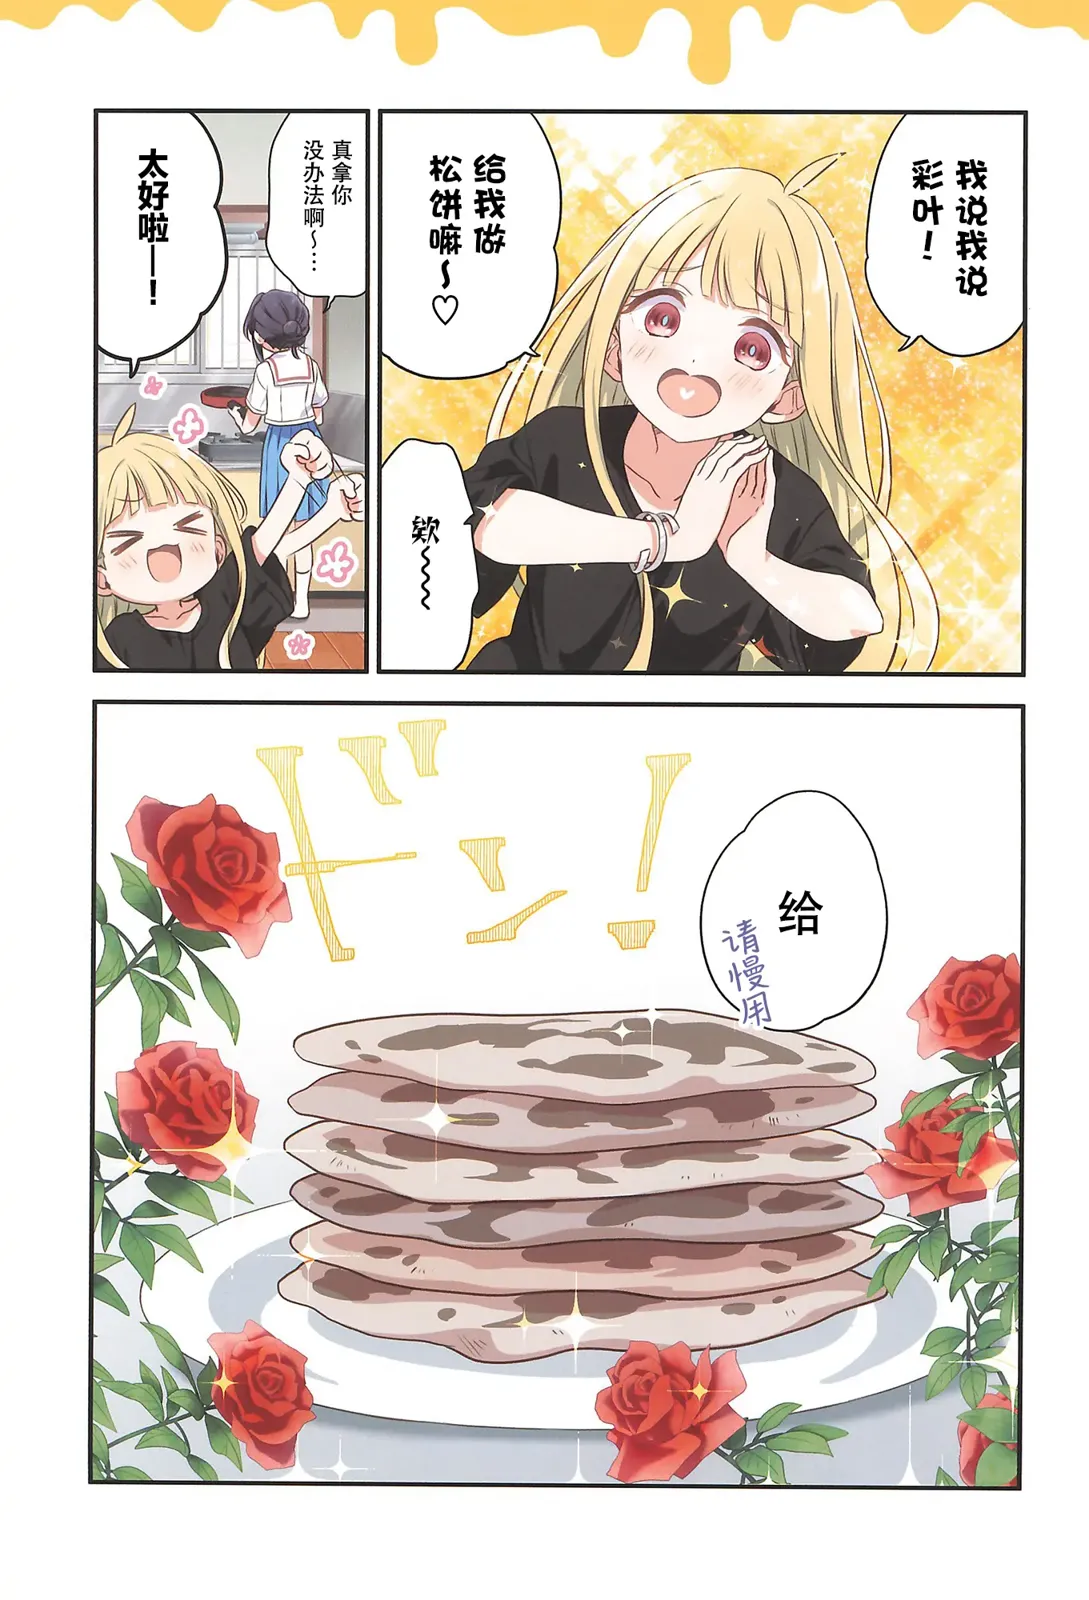 我说我说
彩叶！
给我做
松饼嘛～♡
欸～～～
真拿你
没办法啊～……
太好啦——！
ドン！
给
请慢用